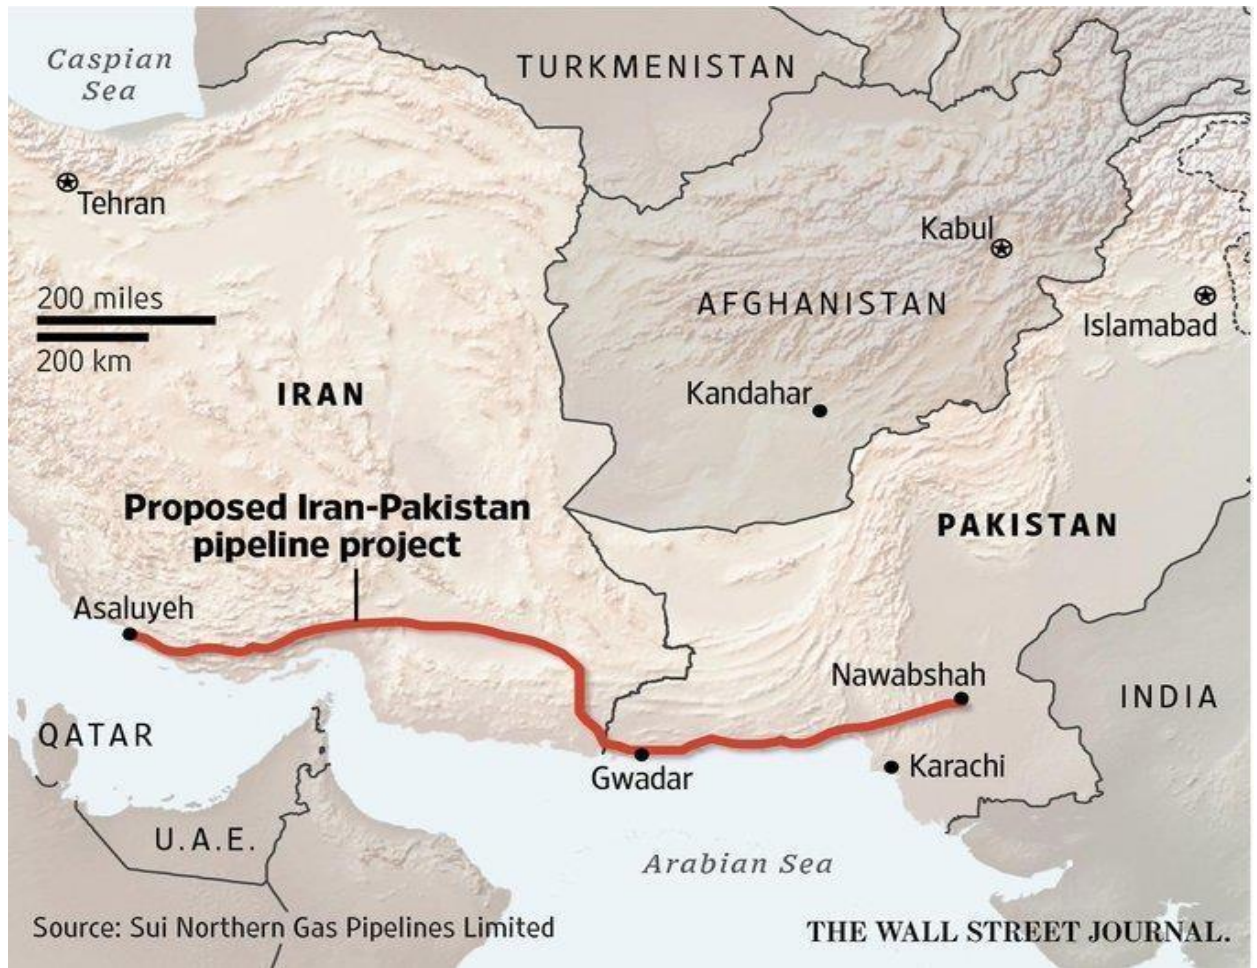 Caspian
Sea
TURKMENISTAN
Tehran
Kabul
200 miles
200 km
AFGHANISTAN
Islamabad
IRAN
Kandahar
Proposed Iran-Pakistan
pipeline project
PAKISTAN
Asaluyeh
Nawabshah
INDIA
QATAR
Gwadar
Karachi
U.A.E.
Arabian Sea
Source: Sui Northern Gas Pipelines Limited
THE WALL STREET JOURNAL.